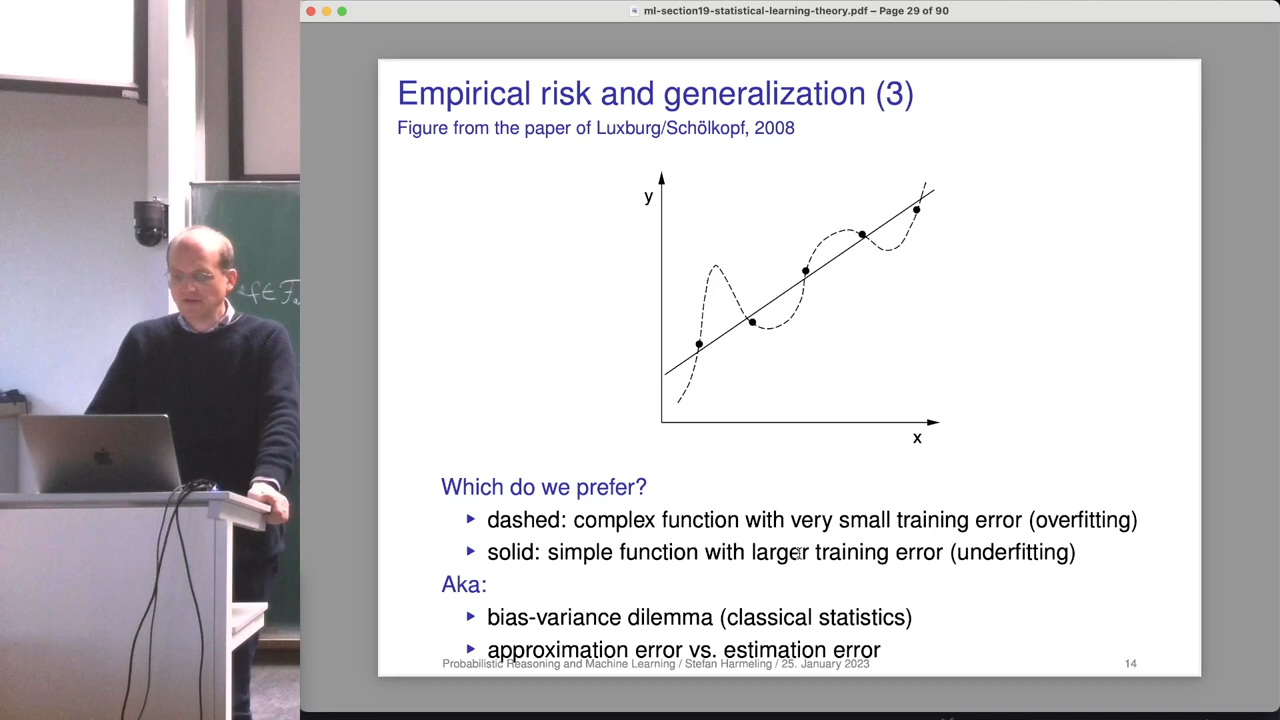 ml-section19-statistical-learning-theory.pdf – Page 29 of 90
Empirical risk and generalization (3)
Figure from the paper of Luxburg/Schölkopf, 2008
y
x
f ∈ F
Which do we prefer?
dashed: complex function with very small training error (overfitting)
solid: simple function with larger training error (underfitting)
Aka:
bias-variance dilemma (classical statistics)
approximation error vs. estimation error
Probabilistic Reasoning and Machine Learning / Stefan Harmeling / 25. January 2023
14